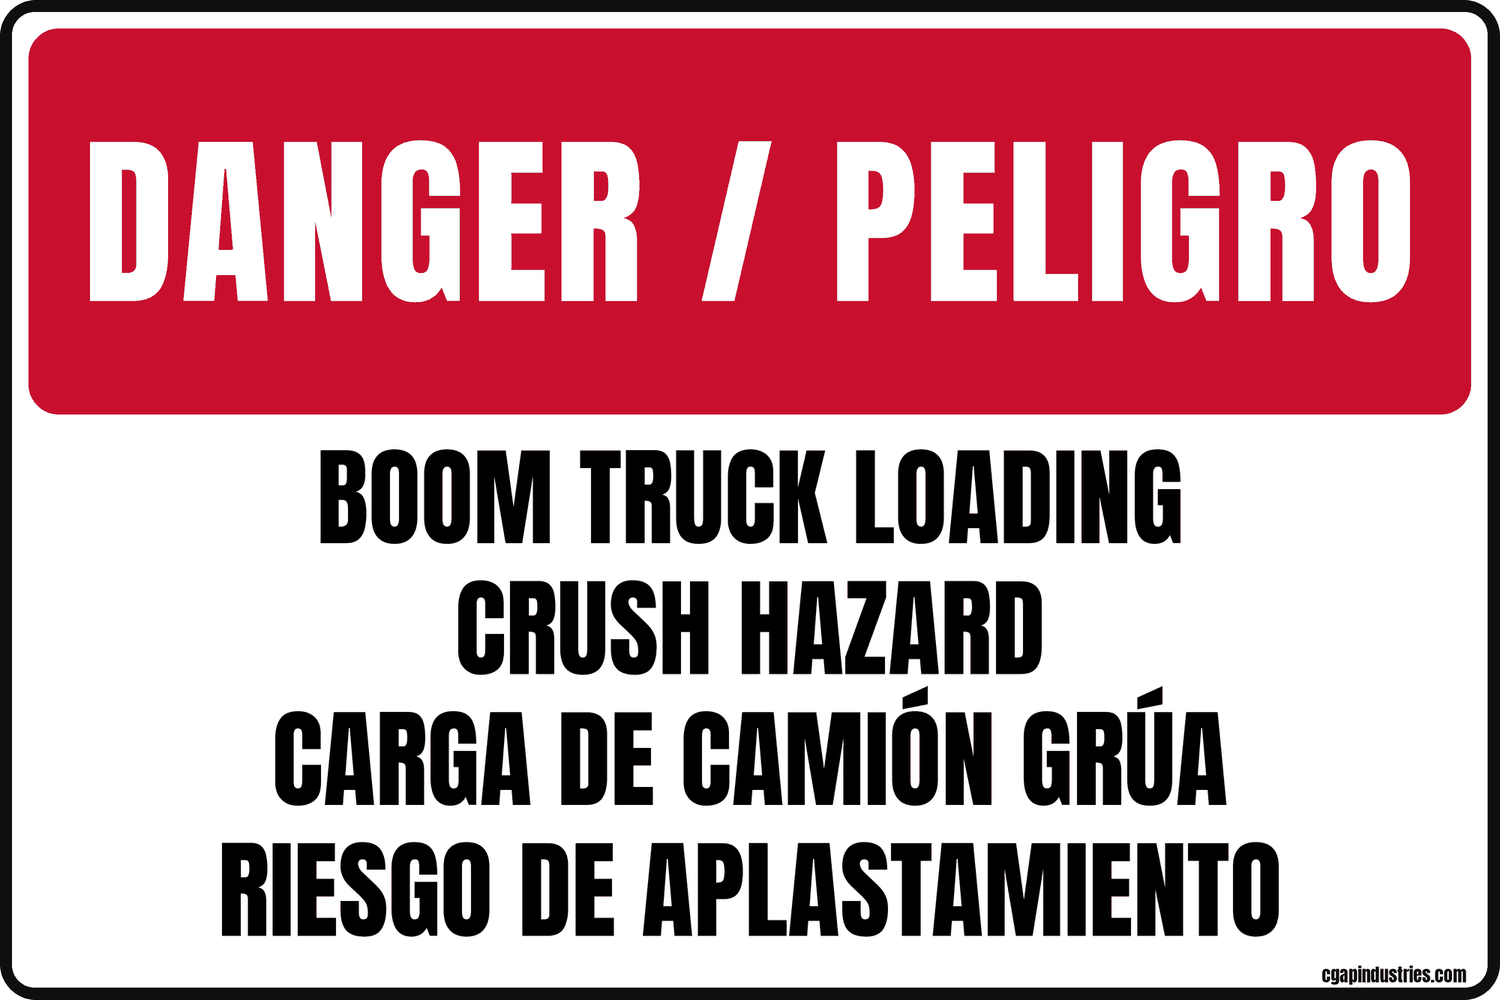 DANGER / PELIGRO
BOOM TRUCK LOADING
CRUSH HAZARD
CARGA DE CAMIÓN GRÚA
RIESGO DE APLASTAMIENTO
cgapindustries.com